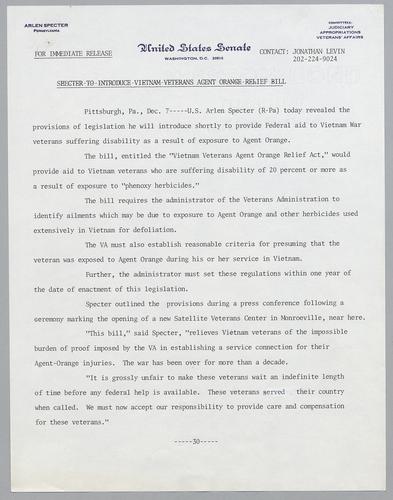 ARLEN SPECTER
PENNSYLVANIA
COMMITTEES:
JUDICIARY
APPROPRIATIONS
VETERANS' AFFAIRS
United States Senate
WASHINGTON, D.C. 20510
FOR IMMEDIATE RELEASE
CONTACT: JONATHAN LEVIN
202-224-9024
SPECTER-TO-INTRODUCE-VIETNAM-VETERANS AGENT ORANGE-RELIEF BILL
Pittsburgh, Pa., Dec. 7-----U.S. Arlen Specter (R-Pa) today revealed the
provisions of legislation he will introduce shortly to provide Federal aid to Vietnam War
veterans suffering disability as a result of exposure to Agent Orange.
The bill, entitled the "Vietnam Veterans Agent Orange Relief Act," would
provide aid to Vietnam veterans who are suffering disability of 20 percent or more as
a result of exposure to "phenoxy herbicides."
The bill requires the administrator of the Veterans Administration to
identify ailments which may be due to exposure to Agent Orange and other herbicides used
extensively in Vietnam for defoliation.
The VA must also establish reasonable criteria for presuming that the
veteran was exposed to Agent Orange during his or her service in Vietnam.
Further, the administrator must set these regulations within one year of
the date of enactment of this legislation.
Specter outlined the provisions during a press conference following a
ceremony marking the opening of a new Satellite Veterans Center in Monroeville, near here.
"This bill," said Specter, "relieves Vietnam veterans of the impossible
burden of proof imposed by the VA in establishing a service connection for their
Agent-Orange injuries. The war has been over for more than a decade.
"It is grossly unfair to make these veterans wait an indefinite length
of time before any federal help is available. These veterans served their country
when called. We must now accept our responsibility to provide care and compensation
for these veterans."
-----30-----